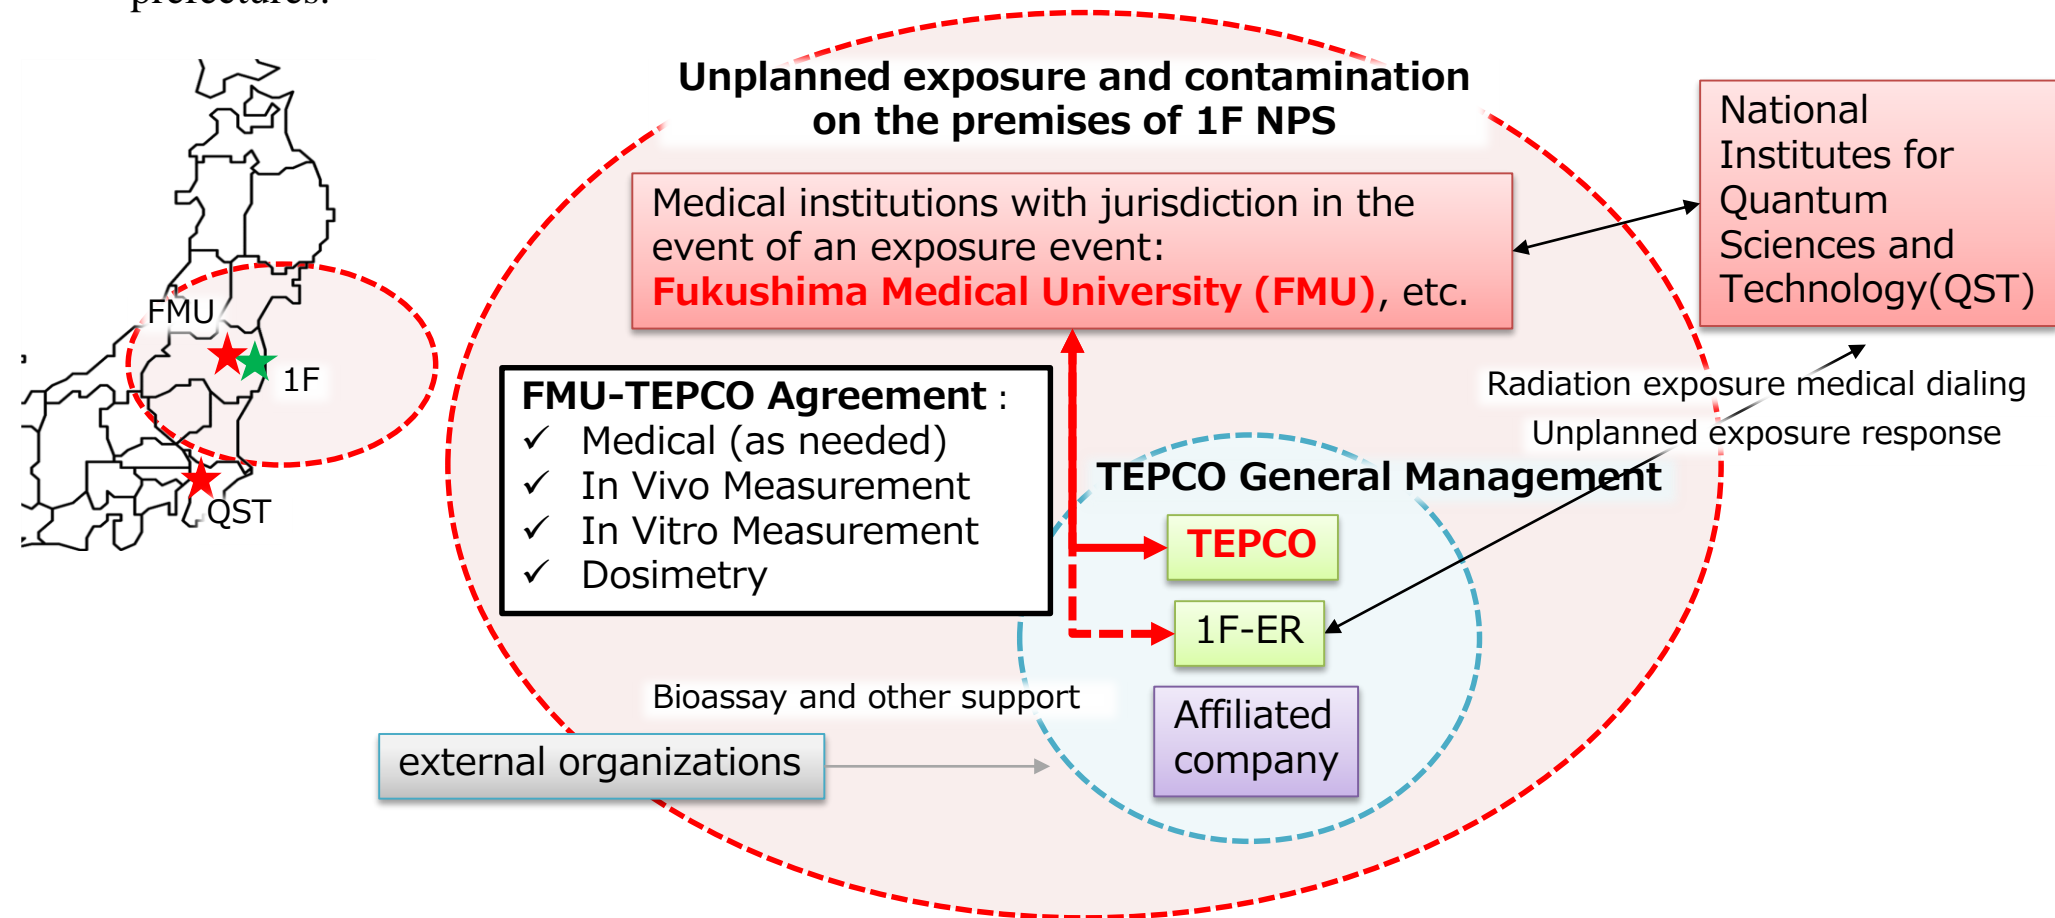 prefectures.
Unplanned exposure and contamination
on the premises of 1F NPS
National
Institutes for
Quantum
Sciences and
Technology(QST)
Medical institutions with jurisdiction in the
event of an exposure event:
Fukushima Medical University (FMU), etc.
FMU
1F
QST
FMU-TEPCO Agreement :
✓ Medical (as needed)
✓ In Vivo Measurement
✓ In Vitro Measurement
✓ Dosimetry
Radiation exposure medical dialing
Unplanned exposure response
TEPCO General Management
TEPCO
1F-ER
Affiliated
company
Bioassay and other support
external organizations